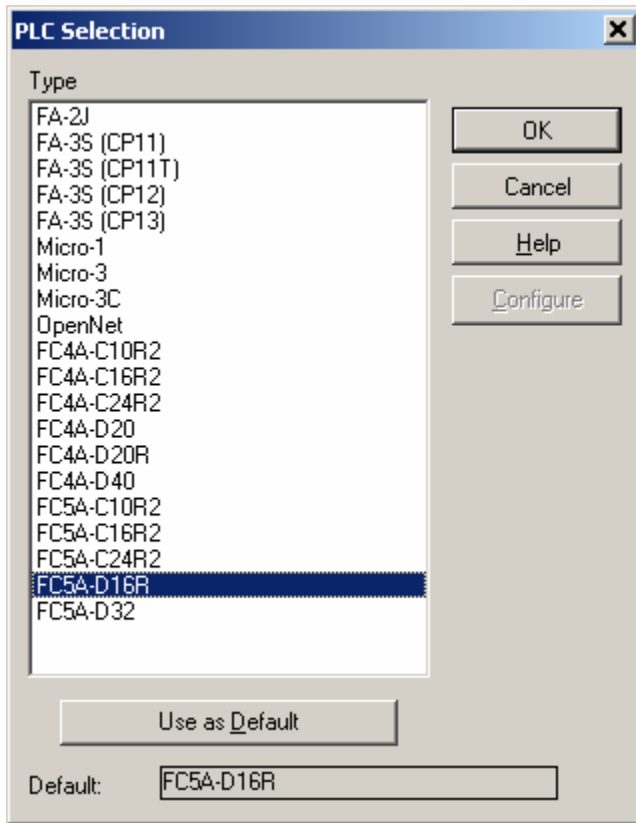 PLC Selection
Type
FA-2J
FA-3S (CP11)
FA-3S (CP11T)
FA-3S (CP12)
FA-3S (CP13)
Micro-1
Micro-3
Micro-3C
OpenNet
FC4A-C10R2
FC4A-C16R2
FC4A-C24R2
FC4A-D20
FC4A-D20R
FC4A-D40
FC5A-C10R2
FC5A-C16R2
FC5A-C24R2
FC5A-D16R
FC5A-D32
OK
Cancel
Help
Configure
Use as Default
Default: FC5A-D16R